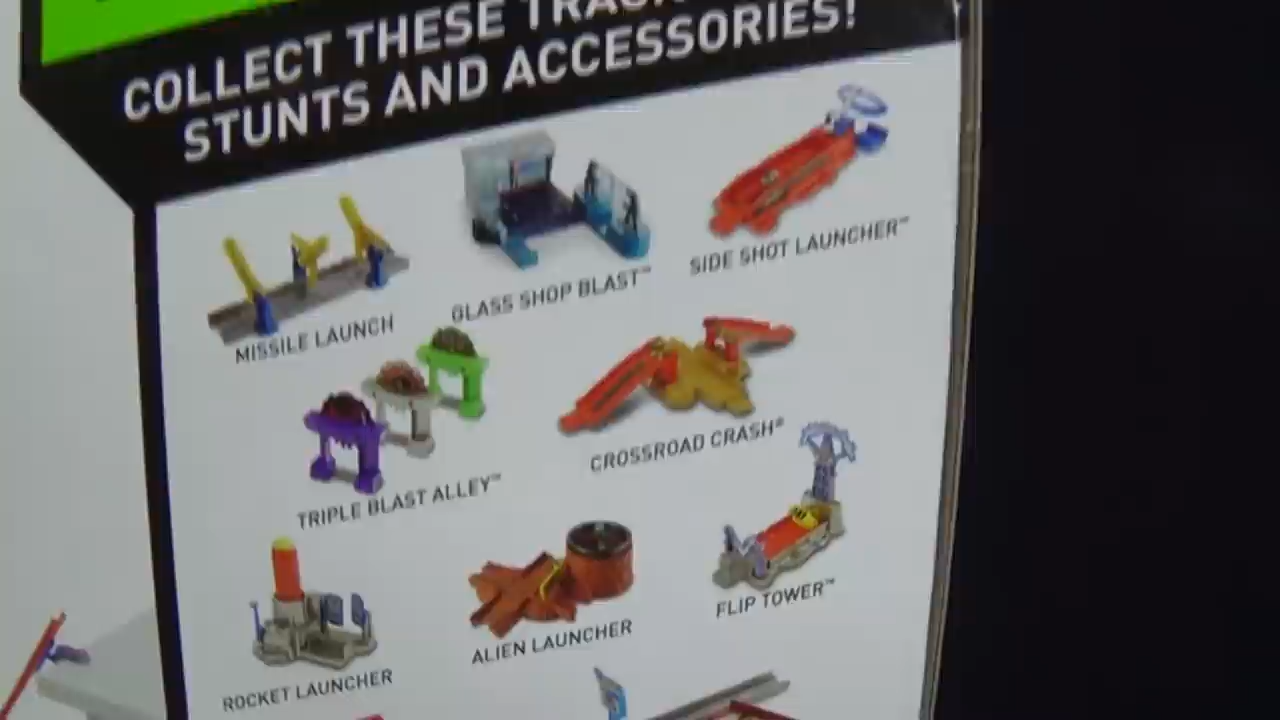 COLLECT THESE
STUNTS AND ACCESSORIES!
MISSILE LAUNCH
GLASS SHOP BLAST™
SIDE SHOT LAUNCHER™
TRIPLE BLAST ALLEY™
CROSSROAD CRASH®
ROCKET LAUNCHER
ALIEN LAUNCHER
FLIP TOWER™